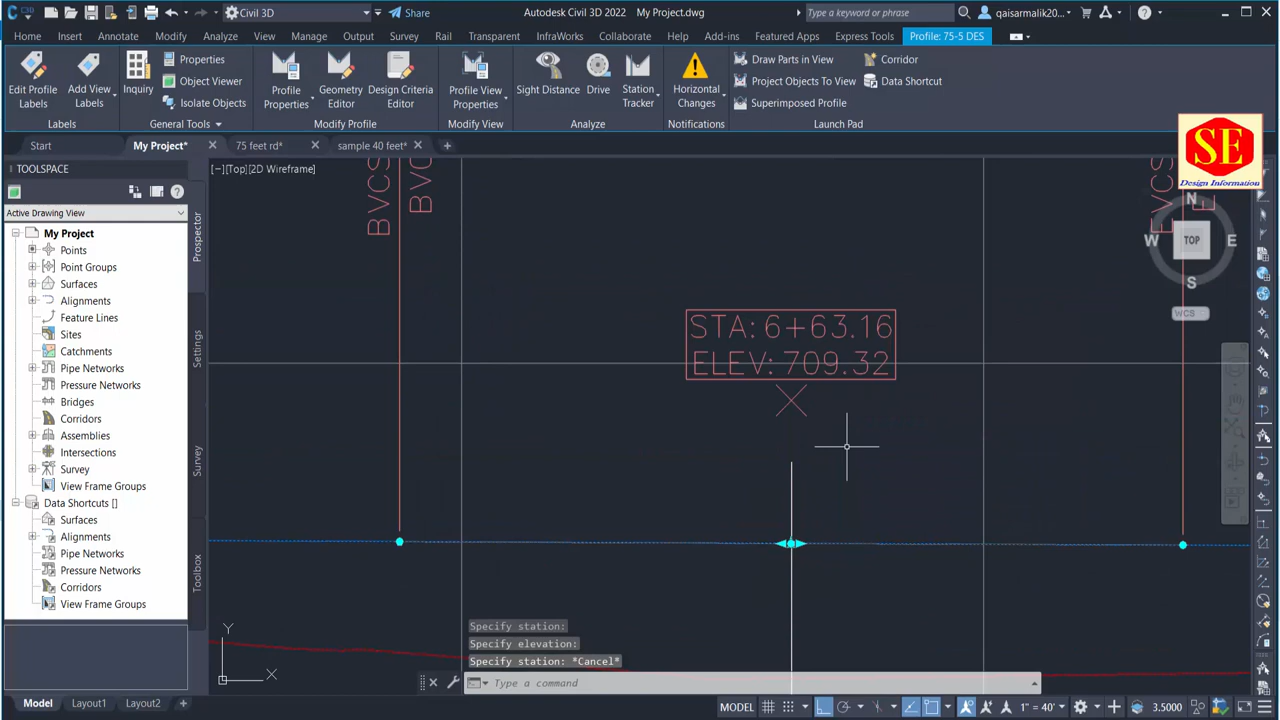 Civil 3D
Share
Autodesk Civil 3D 2022 My Project.dwg
Type a keyword or phrase
qaisarmalik20...
Home Insert Annotate Modify Analyze View Manage Output Survey Rail Transparent InfraWorks Collaborate Help Add-ins Featured Apps Express Tools Profile: 75-5 DES
Edit Profile Labels
Add View Labels
Labels
Inquiry
Properties
Object Viewer
Isolate Objects
General Tools
Profile Properties
Geometry Editor
Design Criteria Editor
Modify Profile
Profile View Properties
Modify View
Sight Distance
Drive
Station Tracker
Analyze
Horizontal Changes
Notifications
Draw Parts in View
Project Objects To View
Superimposed Profile
Corridor
Data Shortcut
Launch Pad
Start My Project* 75 feet rd* sample 40 feet*
SE
Design Information
TOOLSPACE
Active Drawing View
My Project
Points
Point Groups
Surfaces
Alignments
Feature Lines
Sites
Catchments
Pipe Networks
Pressure Networks
Bridges
Corridors
Assemblies
Intersections
Survey
View Frame Groups
Data Shortcuts []
Surfaces
Alignments
Pipe Networks
Pressure Networks
Corridors
View Frame Groups
Prospector
Settings
Survey
Toolbox
[−][Top][2D Wireframe]
BVCS
BVC
EVCS
E
N
W TOP E
S
WCS
STA: 6+63.16
ELEV: 709.32
Y
X
Specify station:
Specify elevation:
Specify station: *Cancel*
Type a command
Model Layout1 Layout2
MODEL
1" = 40'
3.5000